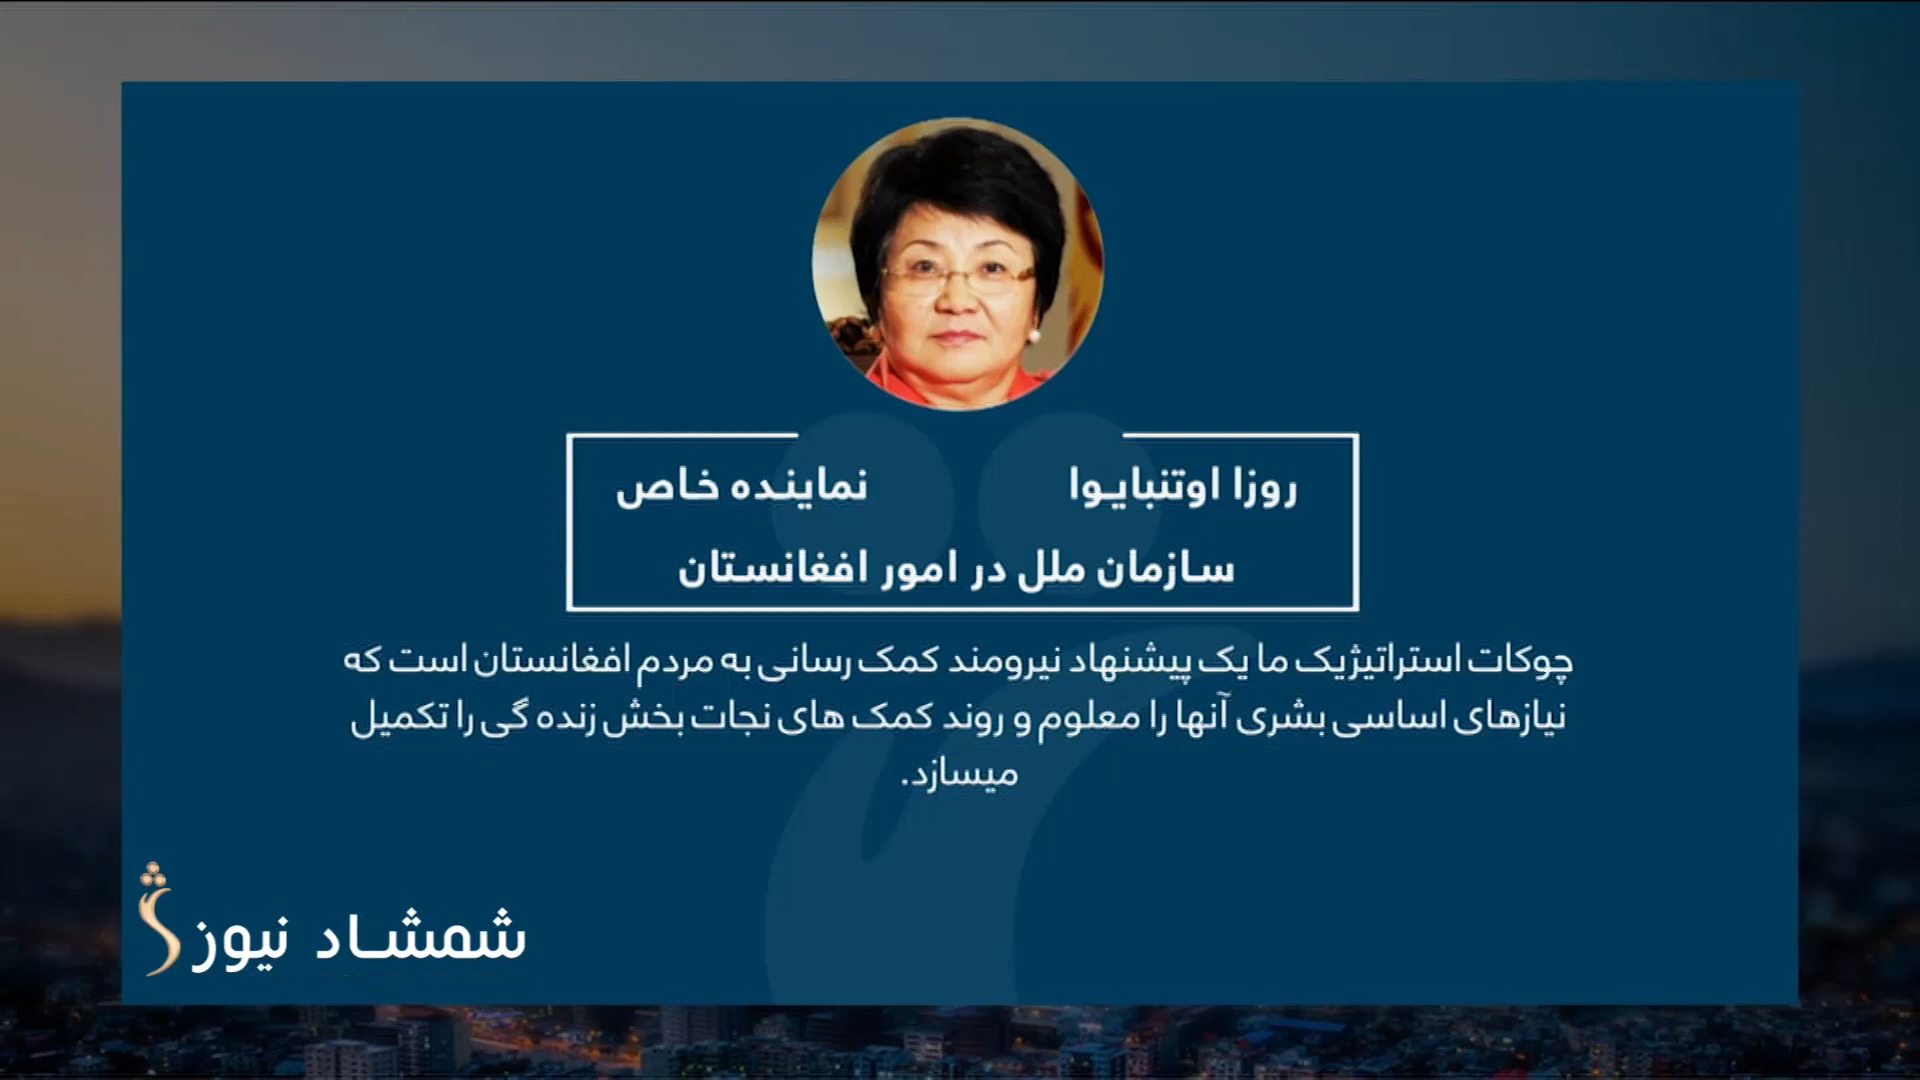 روزا اوتنبایوا نماینده خاص
سازمان ملل در امور افغانستان
چوکات استراتیژیک ما یک پیشنهاد نیرومند کمک رسانی به مردم افغانستان است که
نیازهای اساسی بشری آنها را معلوم و روند کمک های نجات بخش زنده گی را تکمیل
میسازد.
شمشاد نیوز